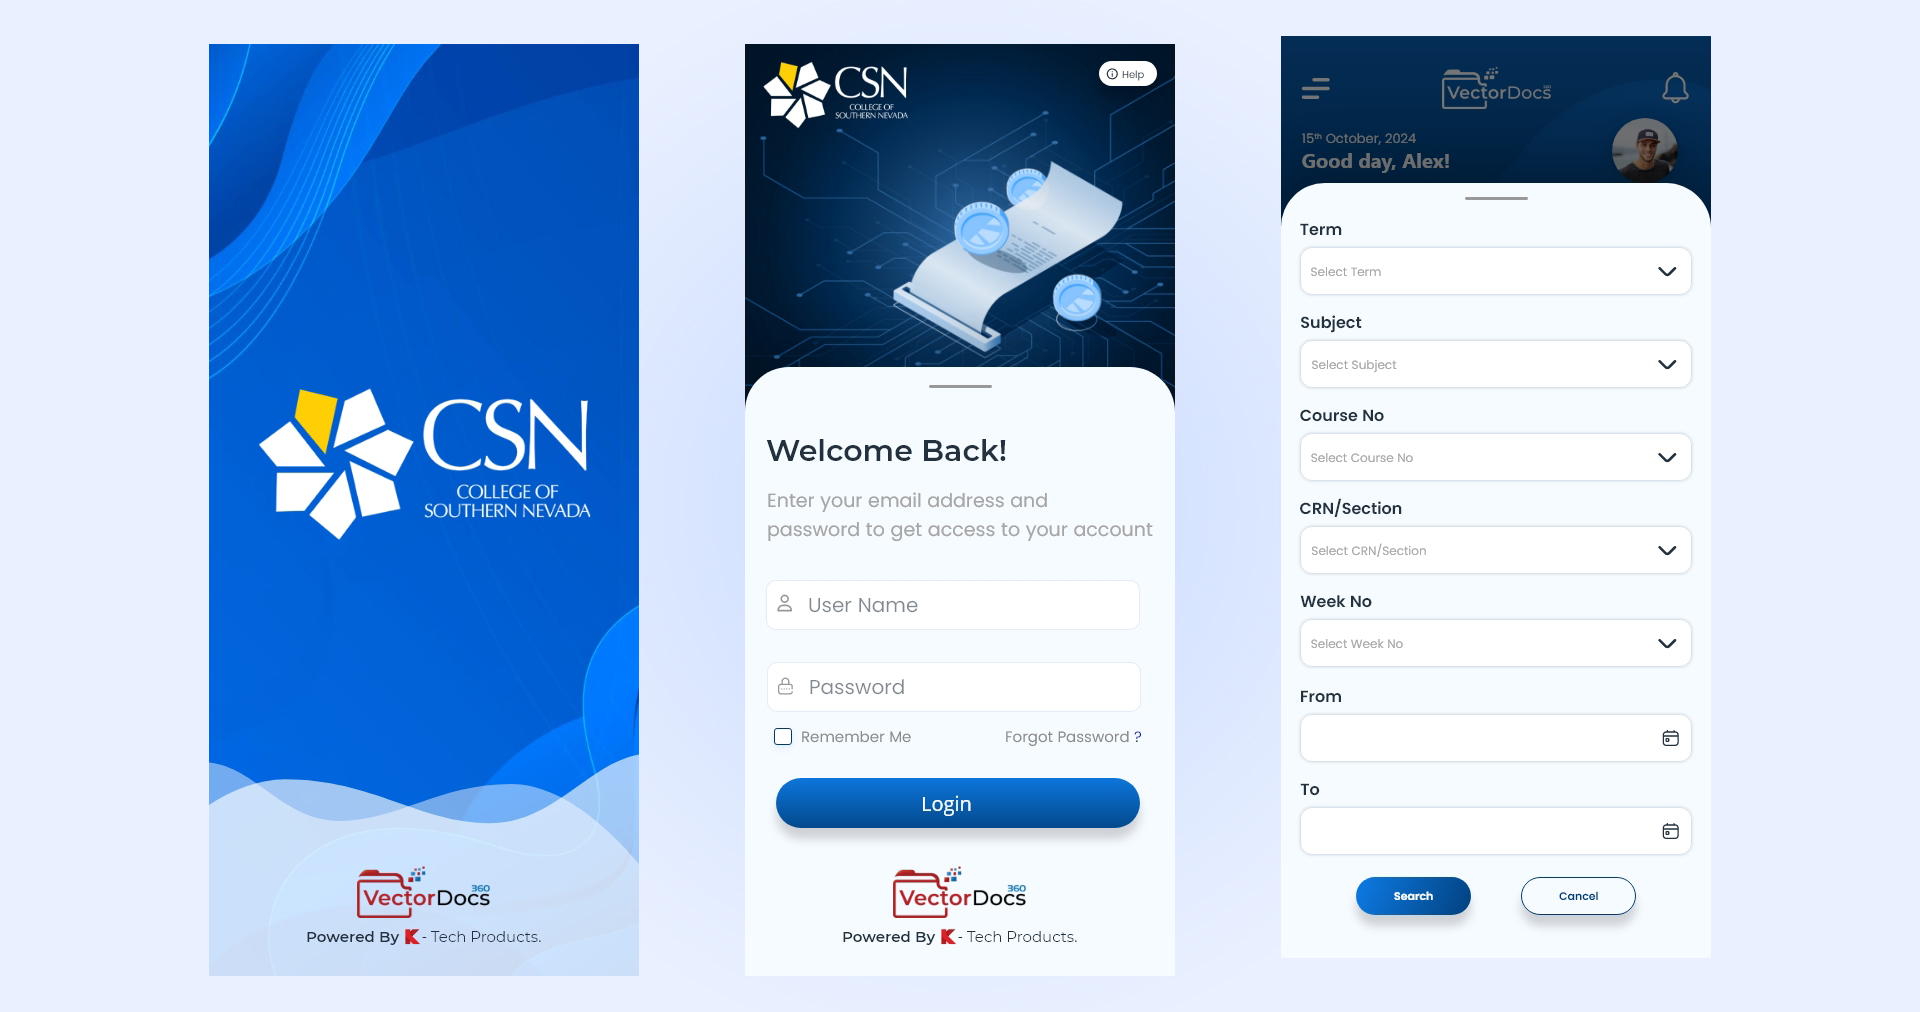 CSN
COLLEGE OF
SOUTHERN NEVADA
VectorDocs 360
Powered By K - Tech Products.
CSN
COLLEGE OF
SOUTHERN NEVADA
Help
Welcome Back!
Enter your email address and
password to get access to your account
User Name
Password
Remember Me
Forgot Password ?
Login
VectorDocs 360
Powered By K - Tech Products.
VectorDocs 360
15th October, 2024
Good day, Alex!
Term
Select Term
Subject
Select Subject
Course No
Select Course No
CRN/Section
Select CRN/Section
Week No
Select Week No
From
To
Search
Cancel